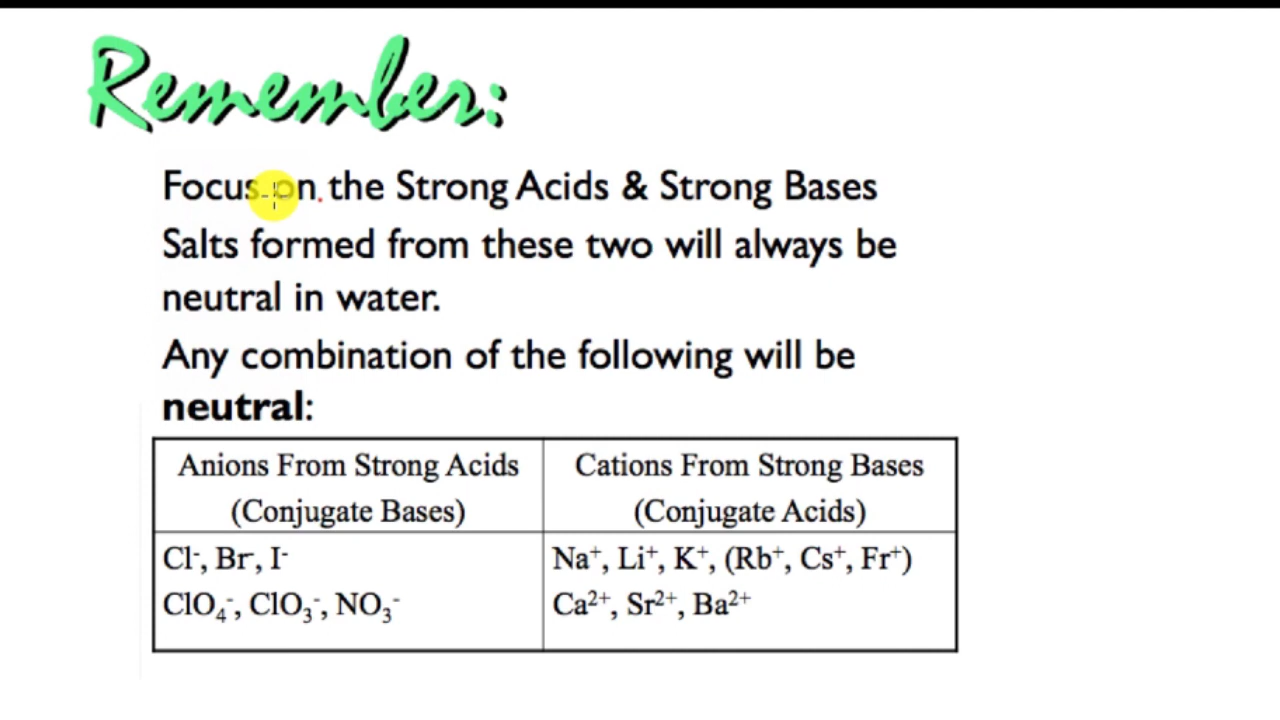 Remember:
Focus on the Strong Acids & Strong Bases
Salts formed from these two will always be
neutral in water.
Any combination of the following will be
neutral:
Anions From Strong Acids
(Conjugate Bases)
Cations From Strong Bases
(Conjugate Acids)
Cl⁻, Br⁻, I⁻
ClO₄⁻, ClO₃⁻, NO₃⁻
Na⁺, Li⁺, K⁺, (Rb⁺, Cs⁺, Fr⁺)
Ca²⁺, Sr²⁺, Ba²⁺